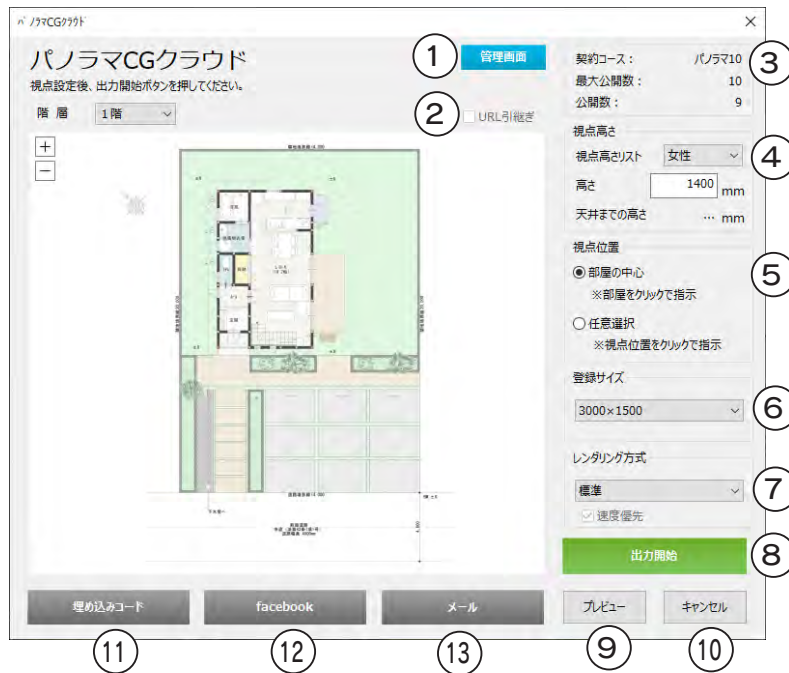 パノラマCGクラウド
パノラマCGクラウド
視点設定後、出力開始ボタンを押してください。
① 管理画面
階 層 1階
② URL引継ぎ
+
−
契約コース: パノラマ10 ③
最大公開数: 10
公開数: 9
視点高さ
視点高さリスト 女性 ④
高さ 1400 mm
天井までの高さ … mm
視点位置
部屋の中心 ⑤
※部屋をクリックで指示
任意選択
※視点位置をクリックで指示
登録サイズ
3000×1500 ⑥
レンダリング方式
標準 ⑦
速度優先
出力開始 ⑧
埋め込みコード facebook メール プレビュー キャンセル
⑪ ⑫ ⑬ ⑨ ⑩